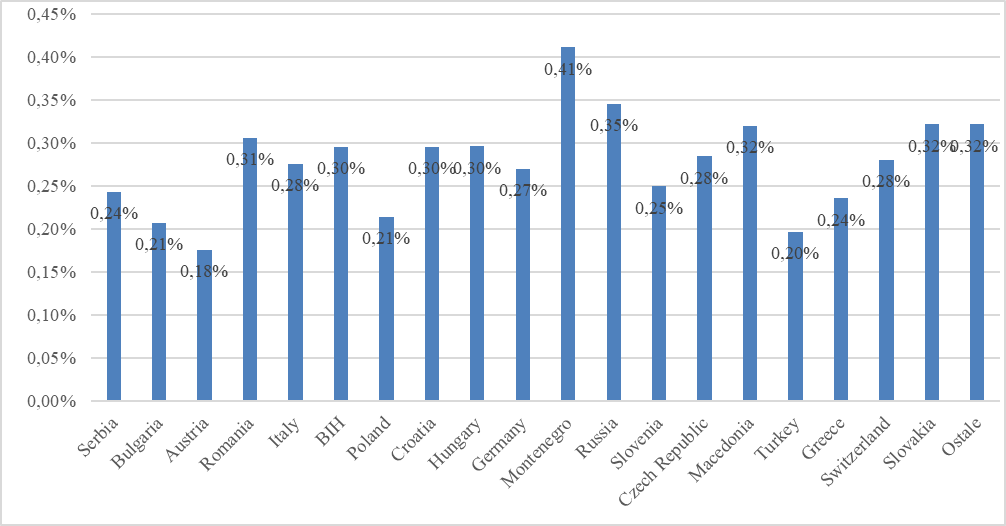 0,45%
0,40%
0,35%
0,30%
0,25%
0,20%
0,15%
0,10%
0,05%
0,00%
0,24%
0,21%
0,18%
0,31%
0,28%
0,30%
0,21%
0,30%
0,30%
0,27%
0,41%
0,35%
0,25%
0,28%
0,32%
0,20%
0,24%
0,28%
0,32%
0,32%
Serbia
Bulgaria
Austria
Romania
Italy
BIH
Poland
Croatia
Hungary
Germany
Montenegro
Russia
Slovenia
Czech Republic
Macedonia
Turkey
Greece
Switzerland
Slovakia
Ostale